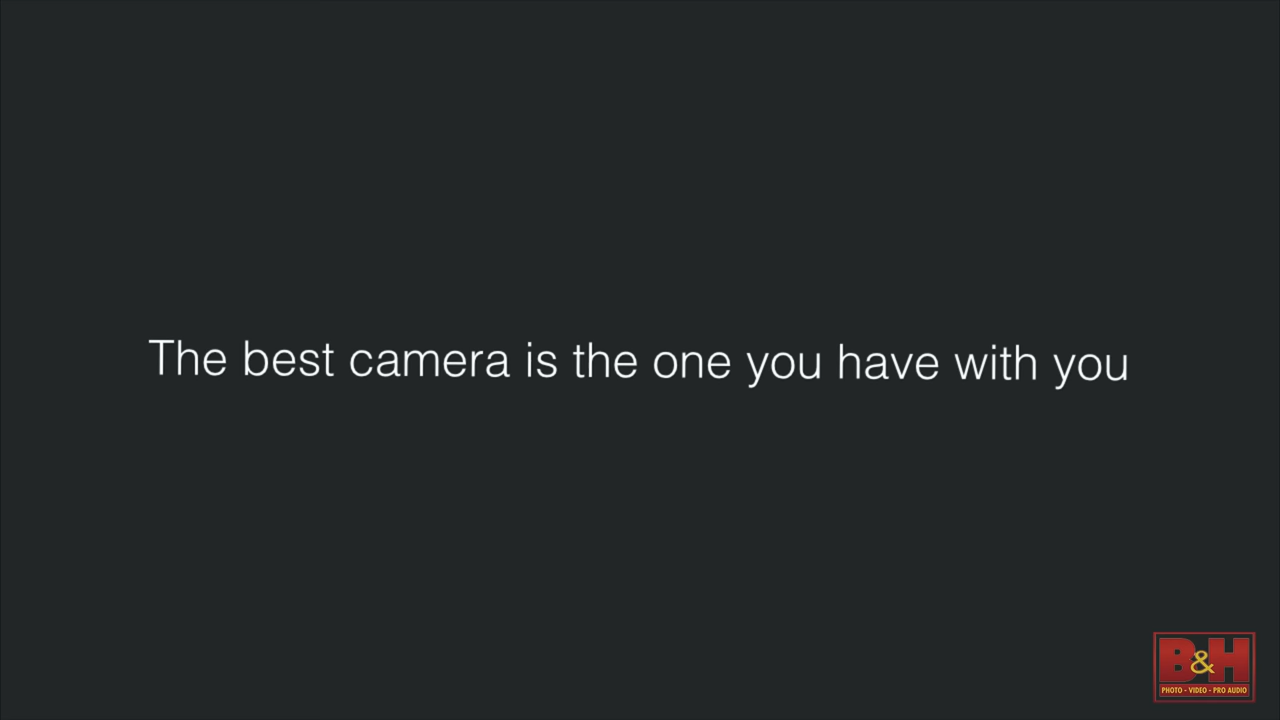 The best camera is the one you have with you
B&H
PHOTO - VIDEO - PRO AUDIO